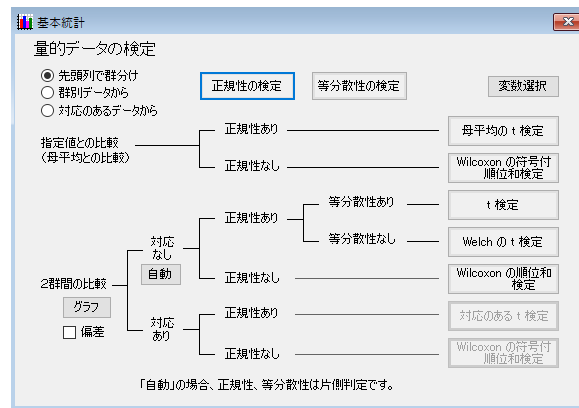 基本統計
量的データの検定
先頭列で群分け
群別データから
対応のあるデータから
正規性の検定
等分散性の検定
変数選択
指定値との比較
(母平均との比較)
正規性あり
母平均の t 検定
正規性なし
Wilcoxon の符号付
順位和検定
2群間の比較
グラフ
偏差
対応
なし
自動
正規性あり
等分散性あり
t 検定
等分散性なし
Welch の t 検定
正規性なし
Wilcoxon の順位和
検定
対応
あり
正規性あり
対応のある t 検定
正規性なし
Wilcoxon の符号付
順位和検定
「自動」の場合、正規性、等分散性は片側判定です。